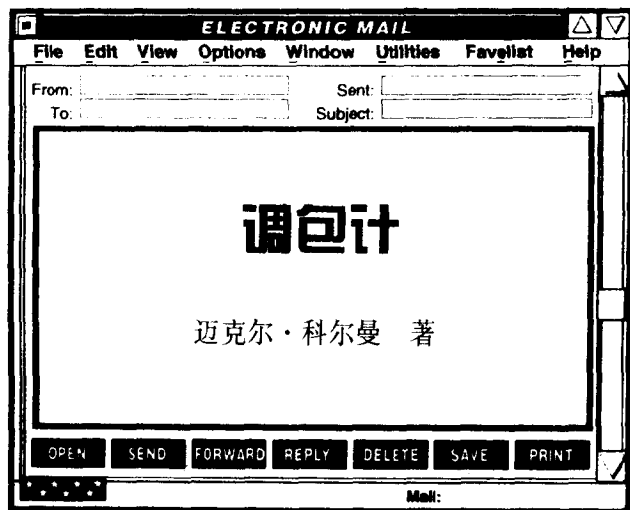 ELECTRONIC MAIL
File Edit View Options Window Utilities Favelist Help
From: Sent:
To: Subject:
调包计
迈克尔·科尔曼 著
OPEN SEND FORWARD REPLY DELETE SAVE PRINT
Mail: